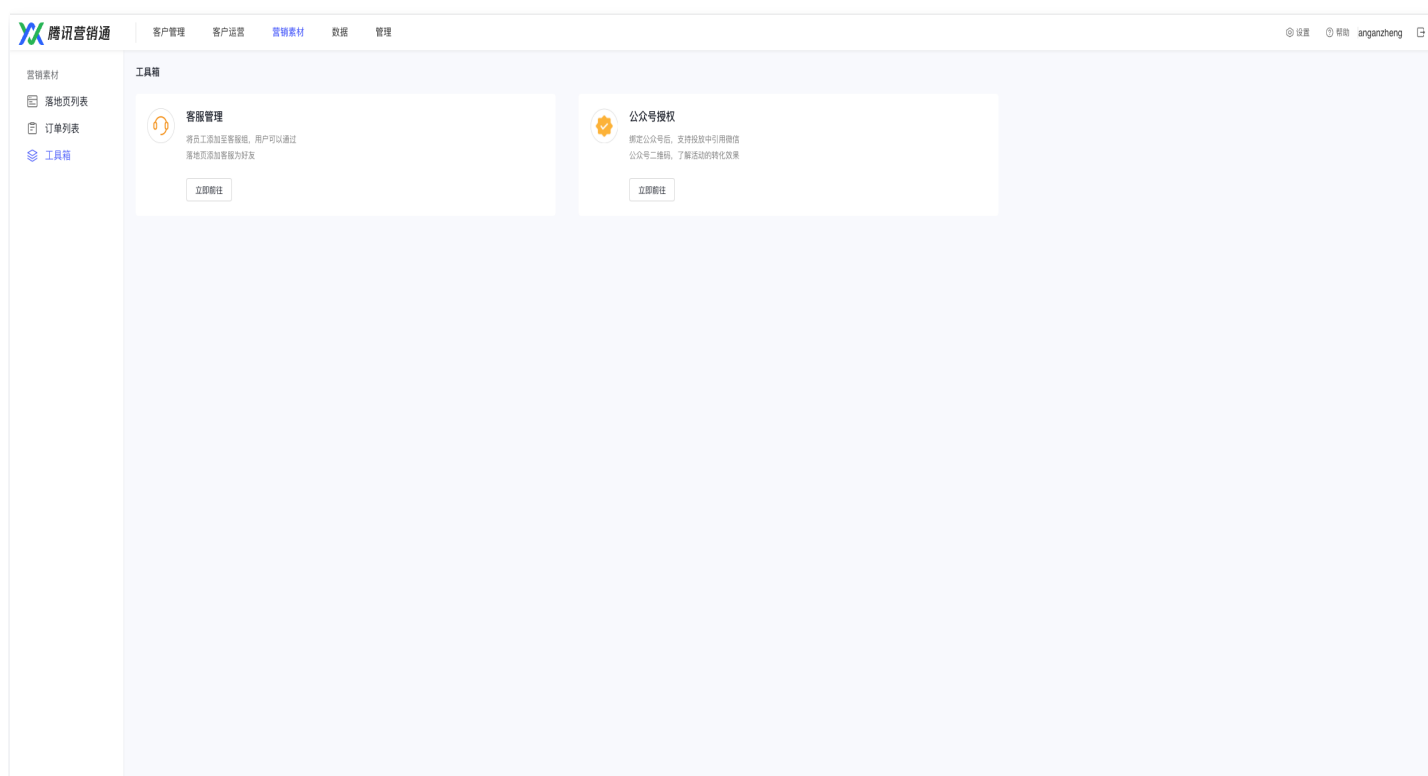 腾讯营销通
客户管理 客户运营 营销素材 数据 管理
设置 帮助 anganzheng
营销素材
落地页列表
订单列表
工具箱
工具箱
客服管理
将员工添加至客服组，用户可以通过
落地页添加客服为好友
立即前往
公众号授权
绑定公众号后，支持投放中引用微信
公众号二维码，了解活动的转化效果
立即前往